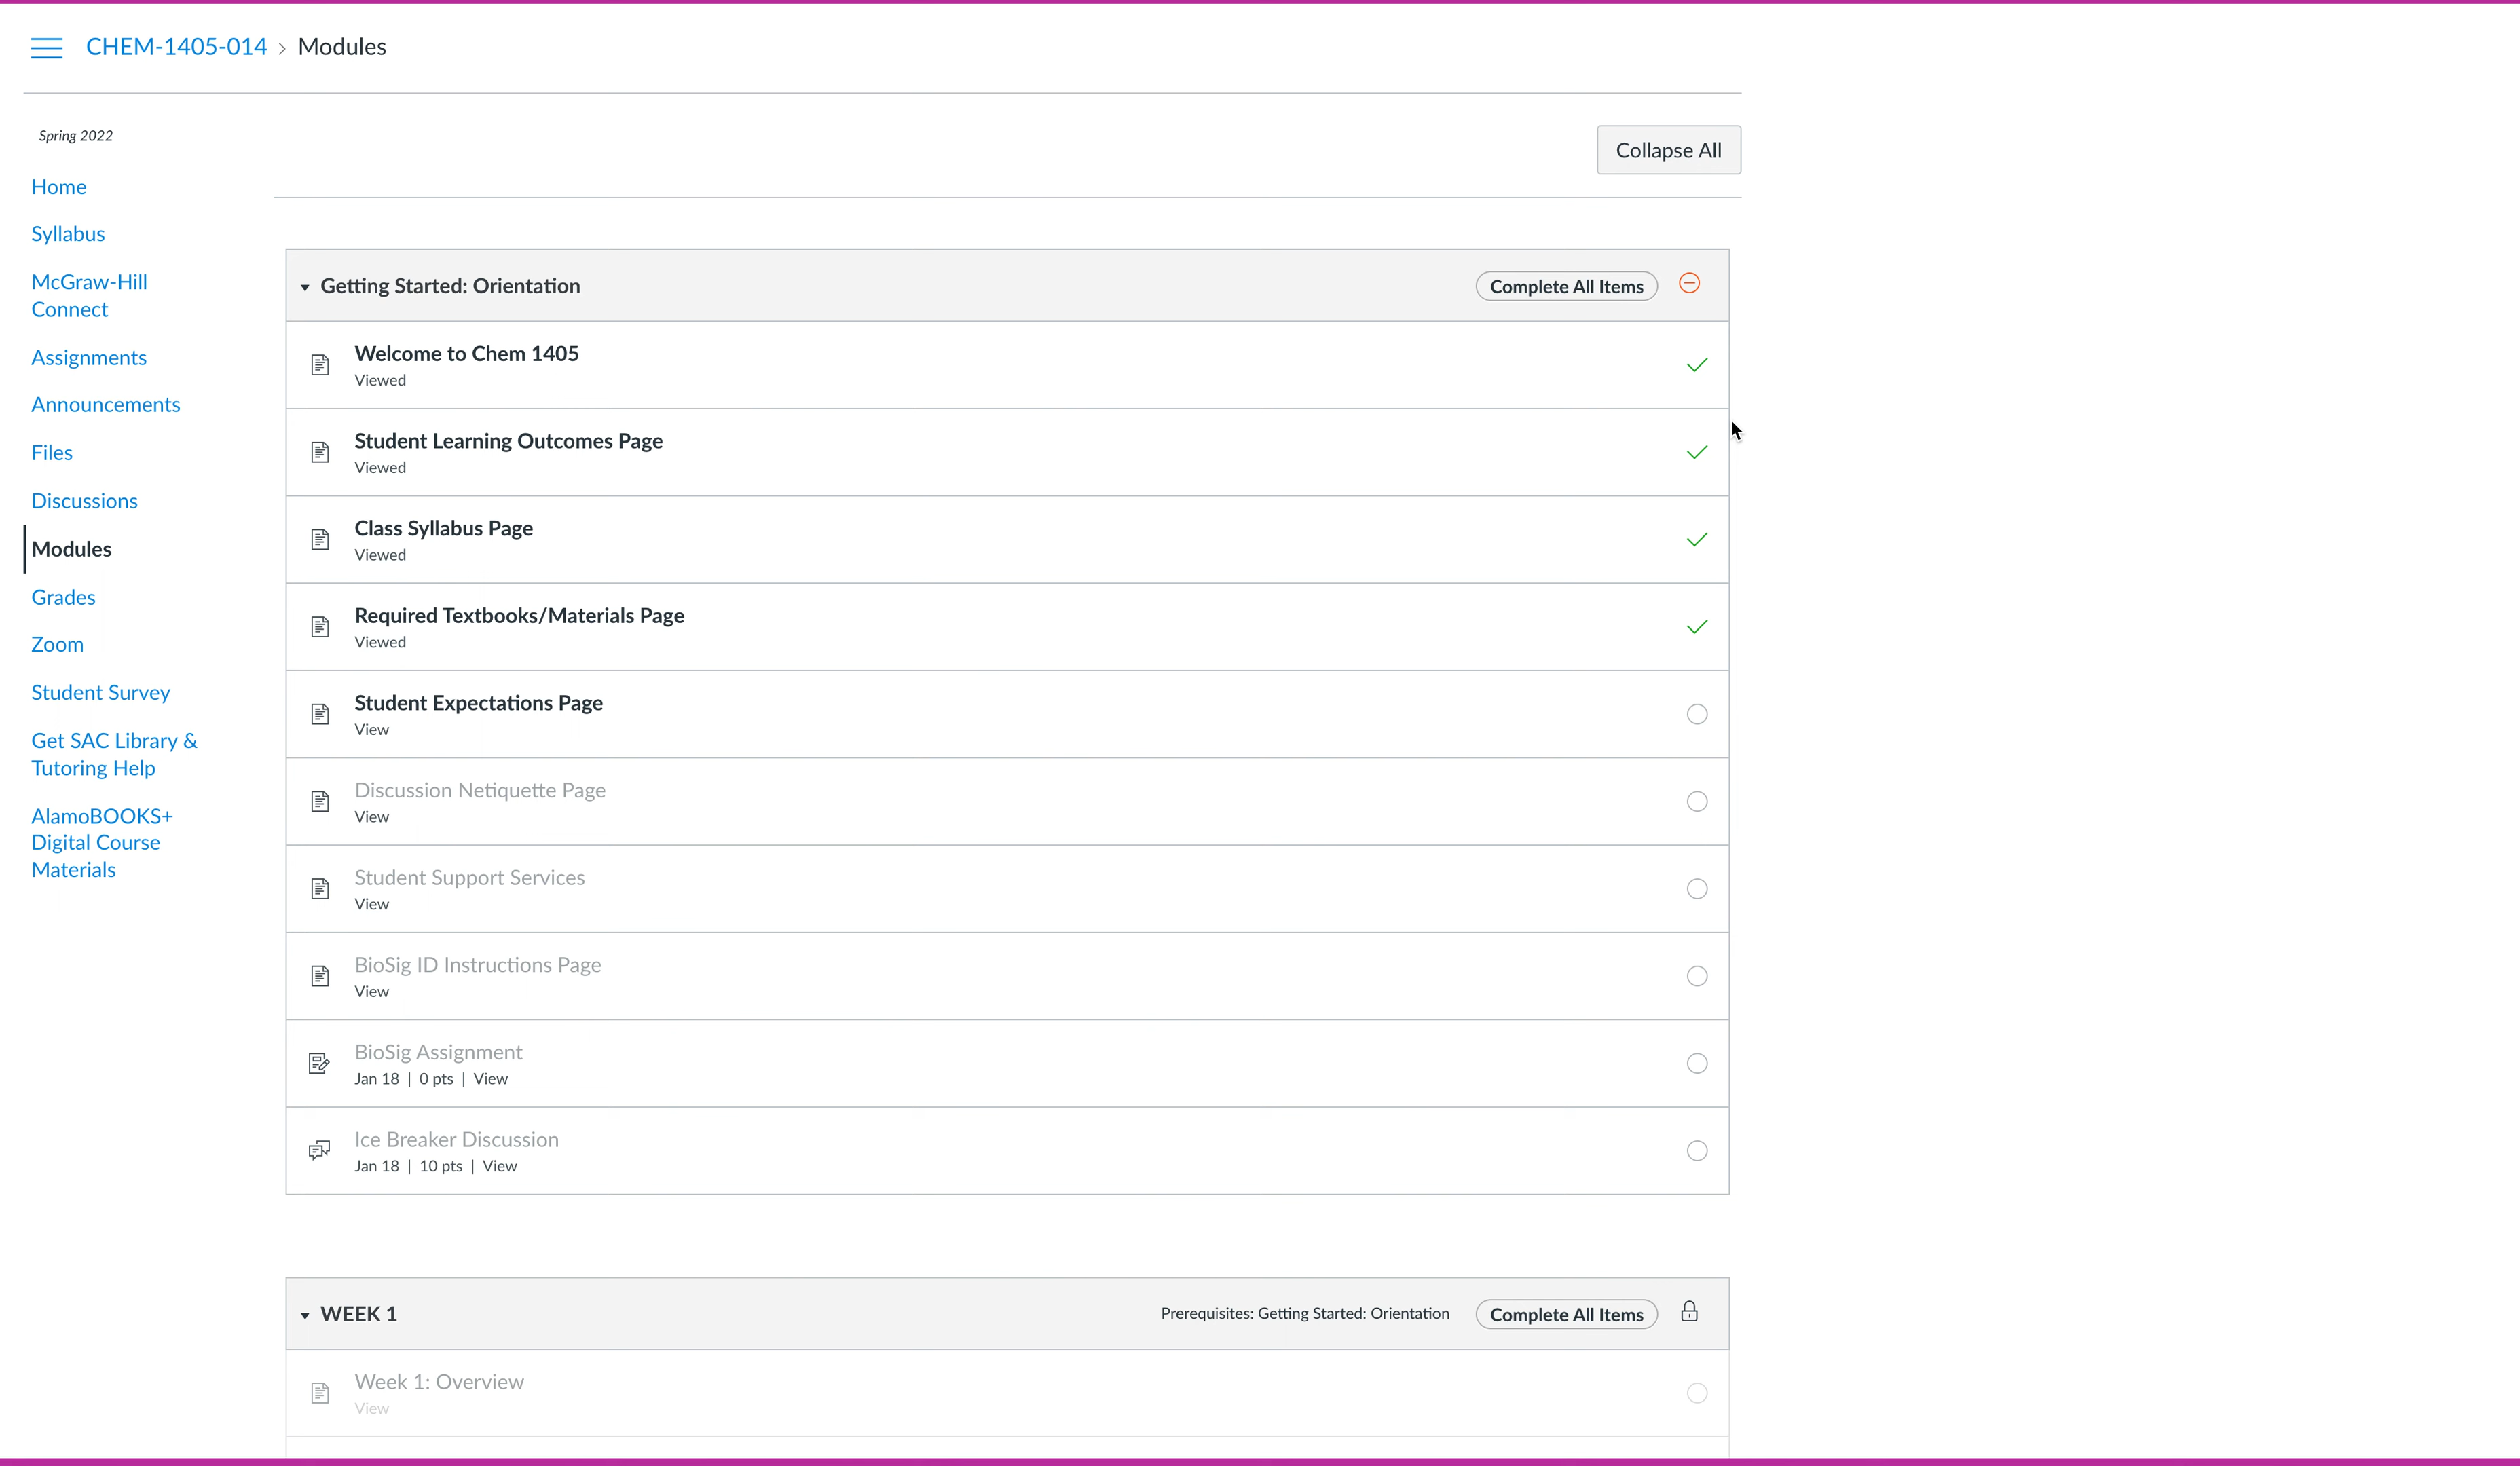 CHEM-1405-014 › Modules
Spring 2022
Collapse All
Home
Syllabus
McGraw-Hill
Connect
Assignments
Announcements
Files
Discussions
Modules
Grades
Zoom
Student Survey
Get SAC Library &
Tutoring Help
AlamoBOOKS+
Digital Course
Materials
Getting Started: Orientation Complete All Items
Welcome to Chem 1405
Viewed
Student Learning Outcomes Page
Viewed
Class Syllabus Page
Viewed
Required Textbooks/Materials Page
Viewed
Student Expectations Page
View
Discussion Netiquette Page
View
Student Support Services
View
BioSig ID Instructions Page
View
BioSig Assignment
Jan 18 | 0 pts | View
Ice Breaker Discussion
Jan 18 | 10 pts | View
WEEK 1 Prerequisites: Getting Started: Orientation Complete All Items
Week 1: Overview
View